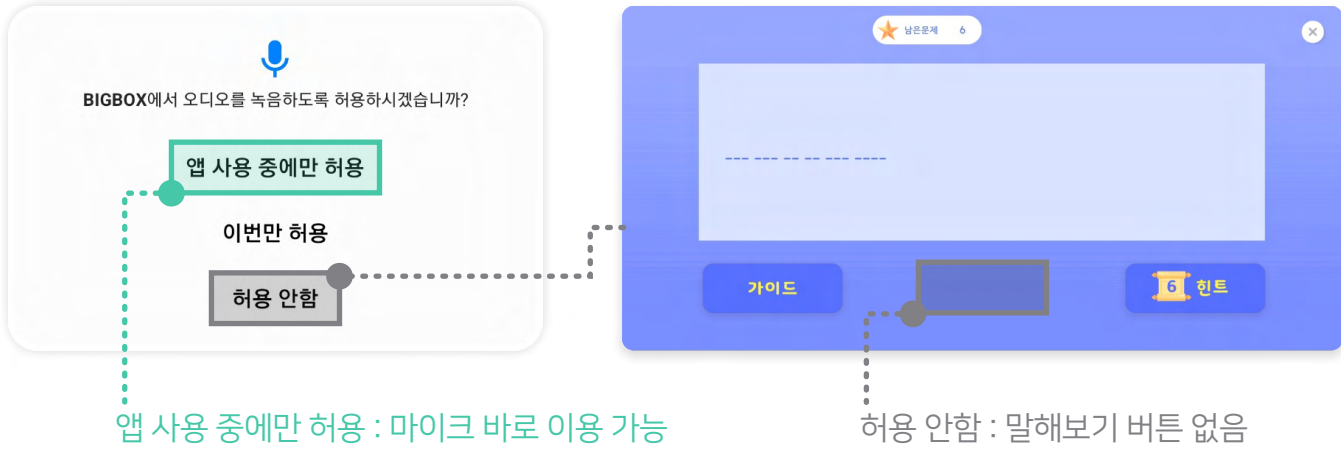 BIGBOX에서 오디오를 녹음하도록 허용하시겠습니까?
앱 사용 중에만 허용
이번만 허용
허용 안함
남은문제 6
--- --- -- -- --- ----
가이드
6 힌트
앱 사용 중에만 허용 : 마이크 바로 이용 가능
허용 안함 : 말해보기 버튼 없음